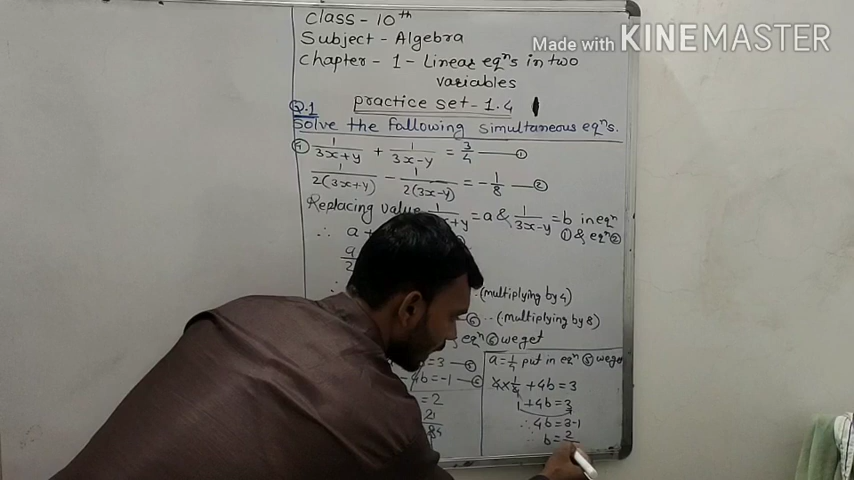 Made with KINEMASTER
Class - 10th
Subject - Algebra
Chapter - 1 - Linear eqns in two
variables
practice set - 1.4
Q.1
Solve the following simultaneous eqns.
④ 1/(3x+y) + 1/(3x-y) = 3/4 — ①
1/(2(3x+y)) - 1/(2(3x-y)) = -1/8 — ②
Replacing value = a & 1/(3x-y) = b in eqn
① & eqn ②
∴ a +
a/2
(multiplying by 4)
⑥ -- (multiplying by 8)
eqn ⑥ we get
b = 3 — ⑤
- 4b = -1 — ⑥
= 2
a = 1/4 put in eqn ⑤ we get
4 × 1/4 + 4b = 3
1 + 4b = 3
∴ 4b = 3-1
b = 2